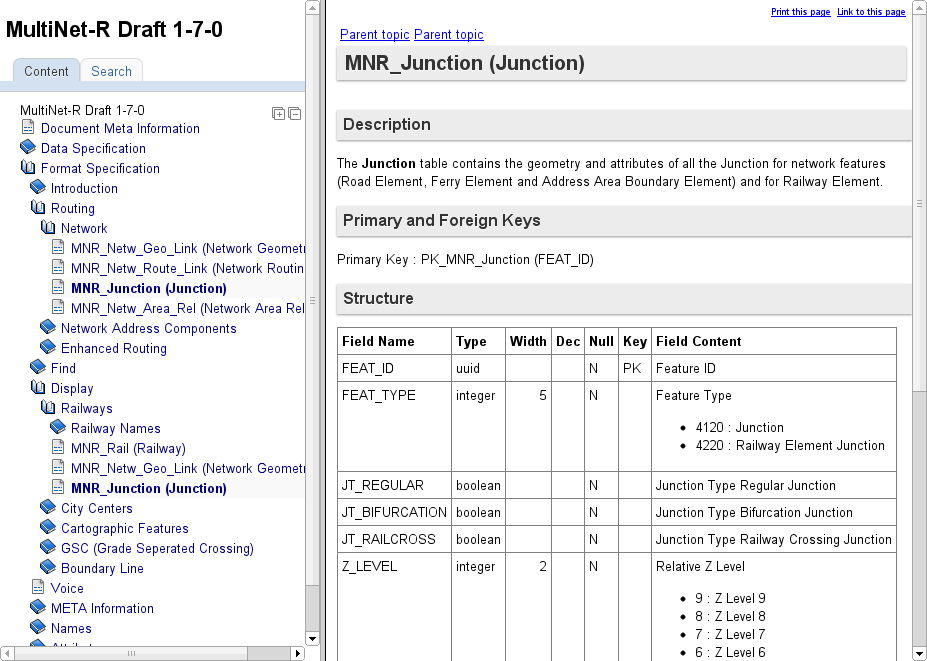 MultiNet-R Draft 1-7-0
Content
Search
MultiNet-R Draft 1-7-0
Document Meta Information
Data Specification
Format Specification
Introduction
Routing
Network
MNR_Netw_Geo_Link (Network Geometr
MNR_Netw_Route_Link (Network Routin
MNR_Junction (Junction)
MNR_Netw_Area_Rel (Network Area Rel
Network Address Components
Enhanced Routing
Find
Display
Railways
Railway Names
MNR_Rail (Railway)
MNR_Netw_Geo_Link (Network Geometr
MNR_Junction (Junction)
City Centers
Cartographic Features
GSC (Grade Seperated Crossing)
Boundary Line
Voice
META Information
Names
Print this page Link to this page
Parent topic Parent topic
MNR_Junction (Junction)
Description
The Junction table contains the geometry and attributes of all the Junction for network features
(Road Element, Ferry Element and Address Area Boundary Element) and for Railway Element.
Primary and Foreign Keys
Primary Key : PK_MNR_Junction (FEAT_ID)
Structure
Field Name Type Width Dec Null Key Field Content
FEAT_ID uuid N PK Feature ID
FEAT_TYPE integer 5 N Feature Type
4120 : Junction
4220 : Railway Element Junction
JT_REGULAR boolean N Junction Type Regular Junction
JT_BIFURCATION boolean N Junction Type Bifurcation Junction
JT_RAILCROSS boolean N Junction Type Railway Crossing Junction
Z_LEVEL integer 2 N Relative Z Level
9 : Z Level 9
8 : Z Level 8
7 : Z Level 7
6 : Z Level 6